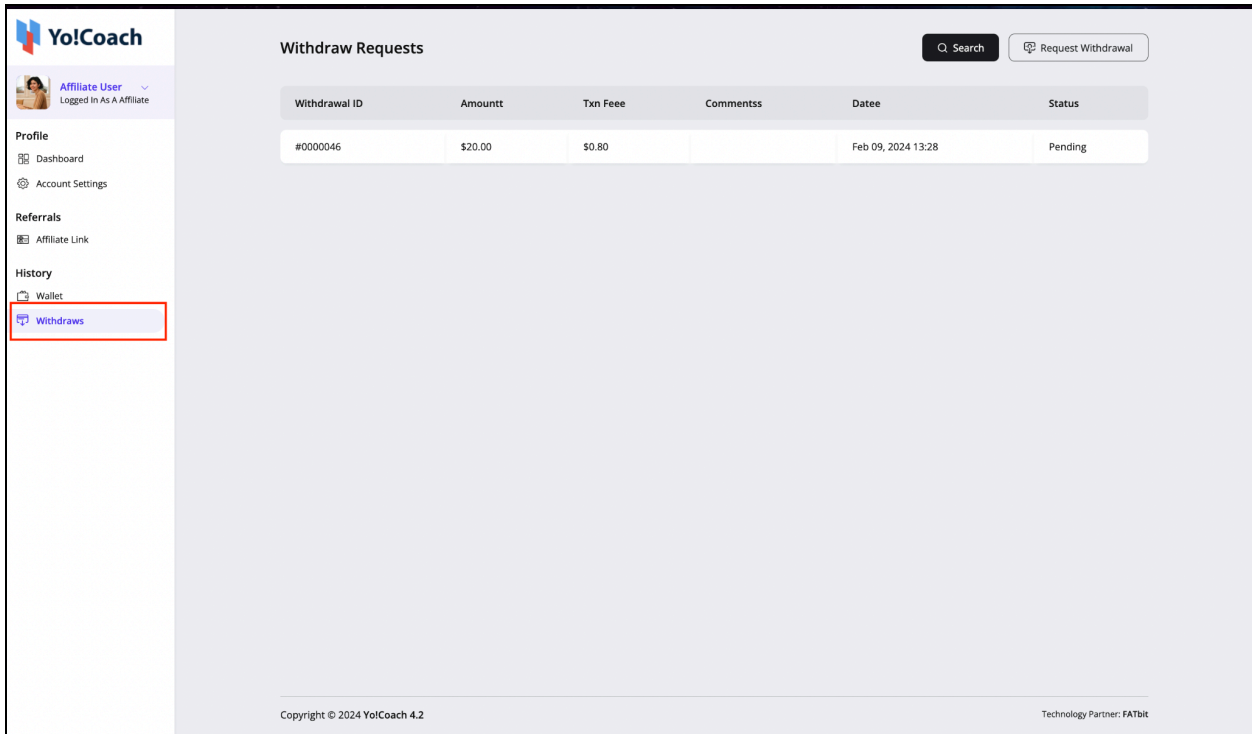 Yo!Coach
Affiliate User
Logged In As A Affiliate
Profile
Dashboard
Account Settings
Referrals
Affiliate Link
History
Wallet
Withdraws
Withdraw Requests
Search
Request Withdrawal
Withdrawal ID Amountt Txn Feee Commentss Datee Status
#0000046 $20.00 $0.80 Feb 09, 2024 13:28 Pending
Copyright © 2024 Yo!Coach 4.2
Technology Partner: FATbit